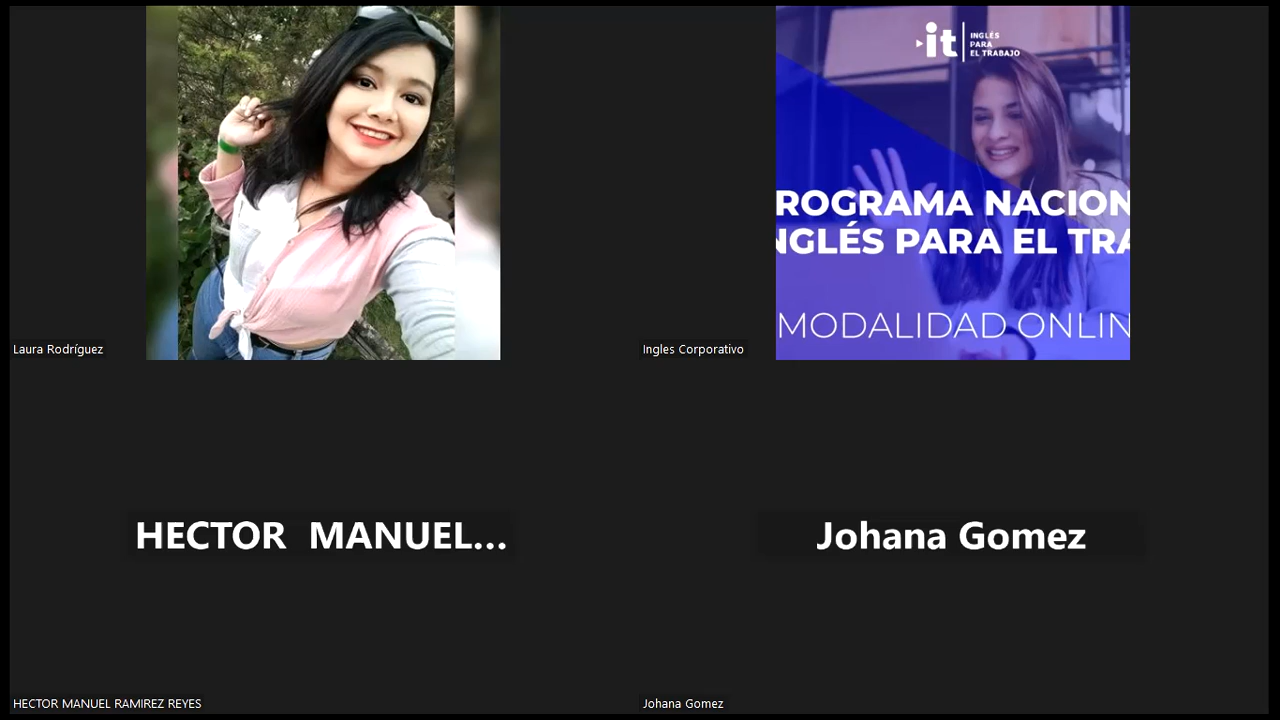 it
INGLÉS
PARA
EL TRABAJO
ROGRAMA NACION
NGLÉS PARA EL TRA
MODALIDAD ONLIN
Laura Rodríguez
Ingles Corporativo
HECTOR MANUEL...
Johana Gomez
HECTOR MANUEL RAMIREZ REYES
Johana Gomez